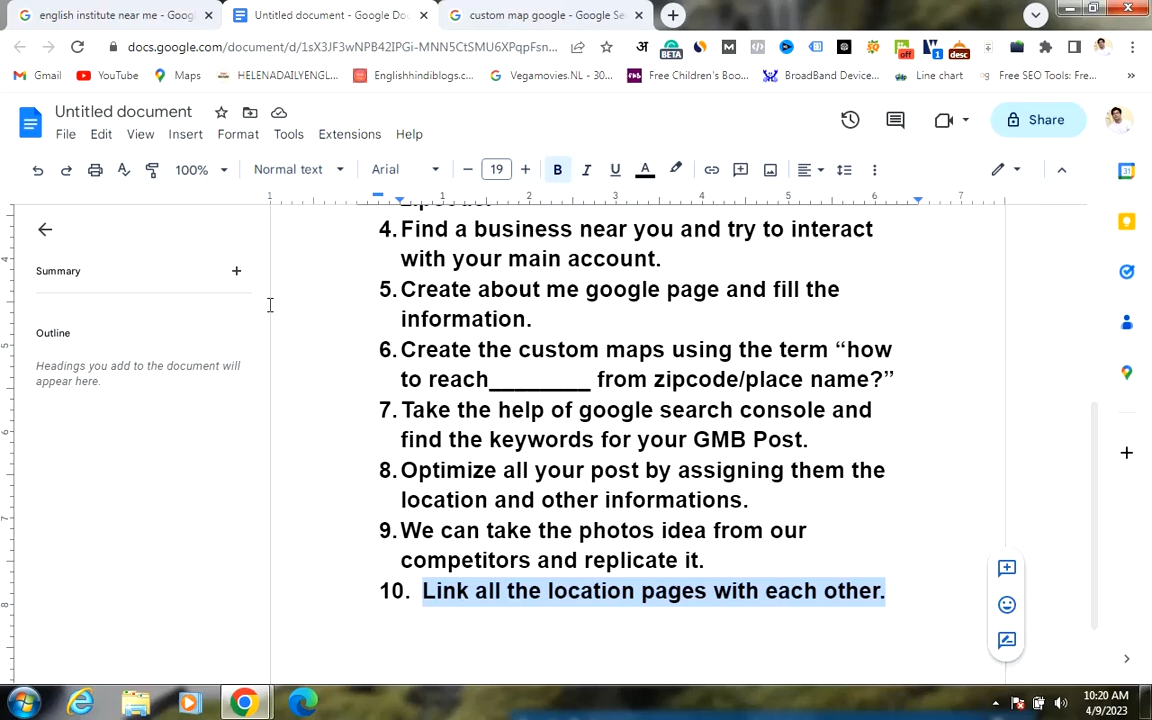 english institute near me - Goog
Untitled document - Google Do
custom map google - Google Se
docs.google.com/document/d/1sX3JF3wNPB42IPGi-MNN5CtSMU6XPqpFsn...
Gmail
YouTube
Maps
HELENADAILYENGL...
Englishhindiblogs.c...
Vegamovies.NL - 30...
Free Children's Boo...
BroadBand Device...
Line chart
Free SEO Tools: Fre...
Untitled document
File Edit View Insert Format Tools Extensions Help
Share
100%
Normal text
Arial
19
B I U A
1 1 2 3 4 5 6 7
Summary
Outline
Headings you add to the document will
appear here.
4. Find a business near you and try to interact
with your main account.
5. Create about me google page and fill the
information.
6. Create the custom maps using the term “how
to reach________ from zipcode/place name?”
7. Take the help of google search console and
find the keywords for your GMB Post.
8. Optimize all your post by assigning them the
location and other informations.
9. We can take the photos idea from our
competitors and replicate it.
10. Link all the location pages with each other.
10:20 AM
4/9/2023